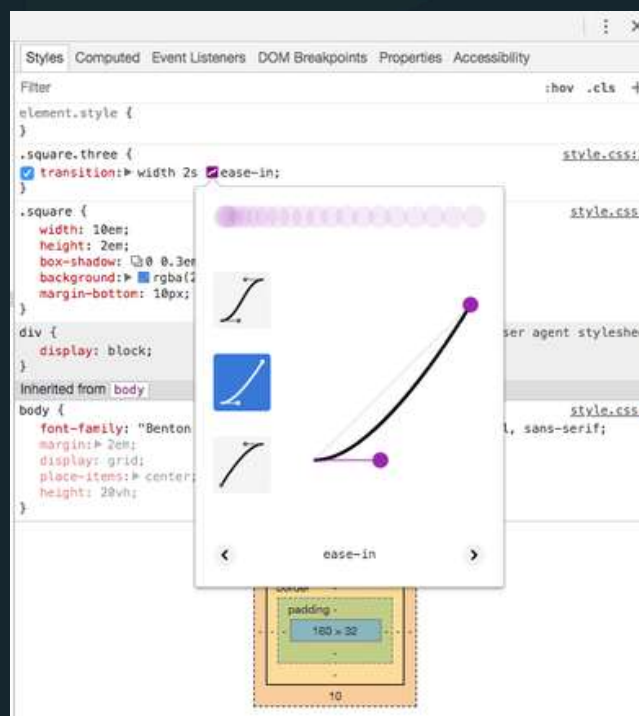 Styles Computed Event Listeners DOM Breakpoints Properties Accessibility
Filter :hov .cls +
element.style {
}
.square.three { style.css:
transition: width 2s ease-in;
}
.square { style.css:
width: 10em;
height: 2em;
box-shadow: 0 0.3em
background: rgba(2
margin-bottom: 10px;
}
div { ser agent styleshe
display: block;
}
Inherited from body
body { style.css
font-family: "Benton l, sans-serif;
margin: 2em;
display: grid;
place-items: center;
height: 20vh;
}
ease-in
border -
padding -
160 × 32
-
-
10